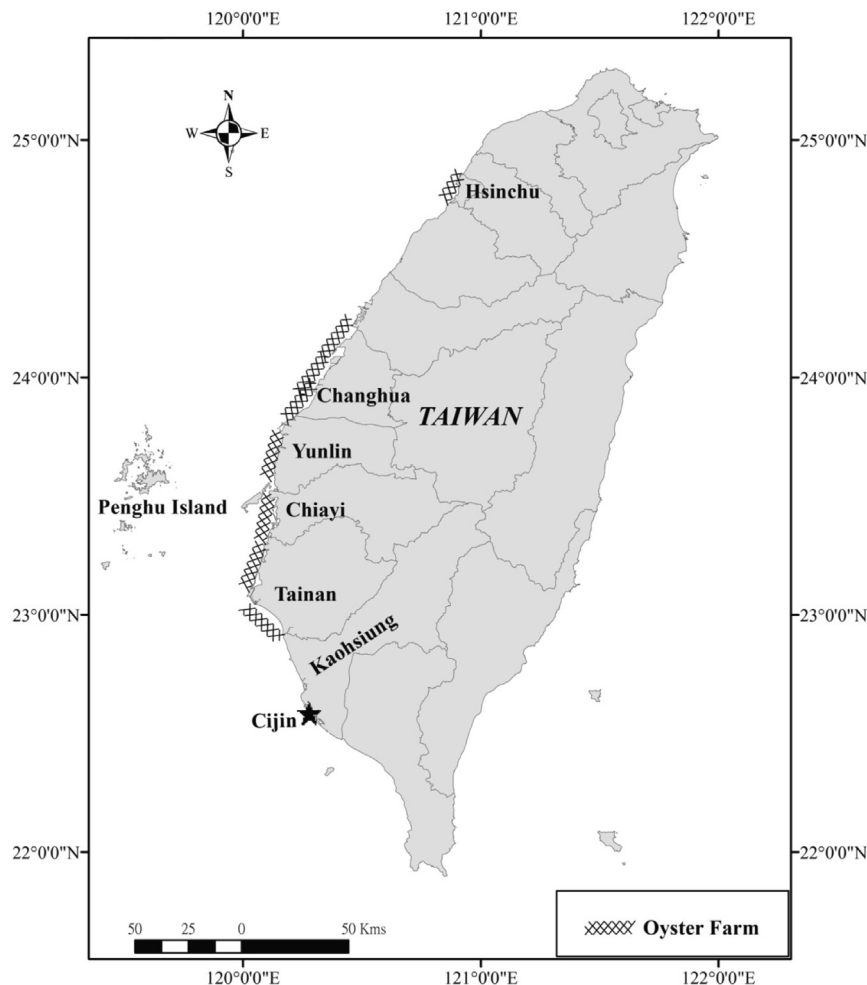 120°0'0"E 121°0'0"E 122°0'0"E
N
W E
S
25°0'0"N 25°0'0"N
Hsinchu
24°0'0"N 24°0'0"N
Changhua
TAIWAN
Yunlin
Penghu Island Chiayi
Tainan
23°0'0"N 23°0'0"N
Kaohsiung
Cijin
22°0'0"N 22°0'0"N
50 25 0 50 Kms
Oyster Farm
120°0'0"E 121°0'0"E 122°0'0"E